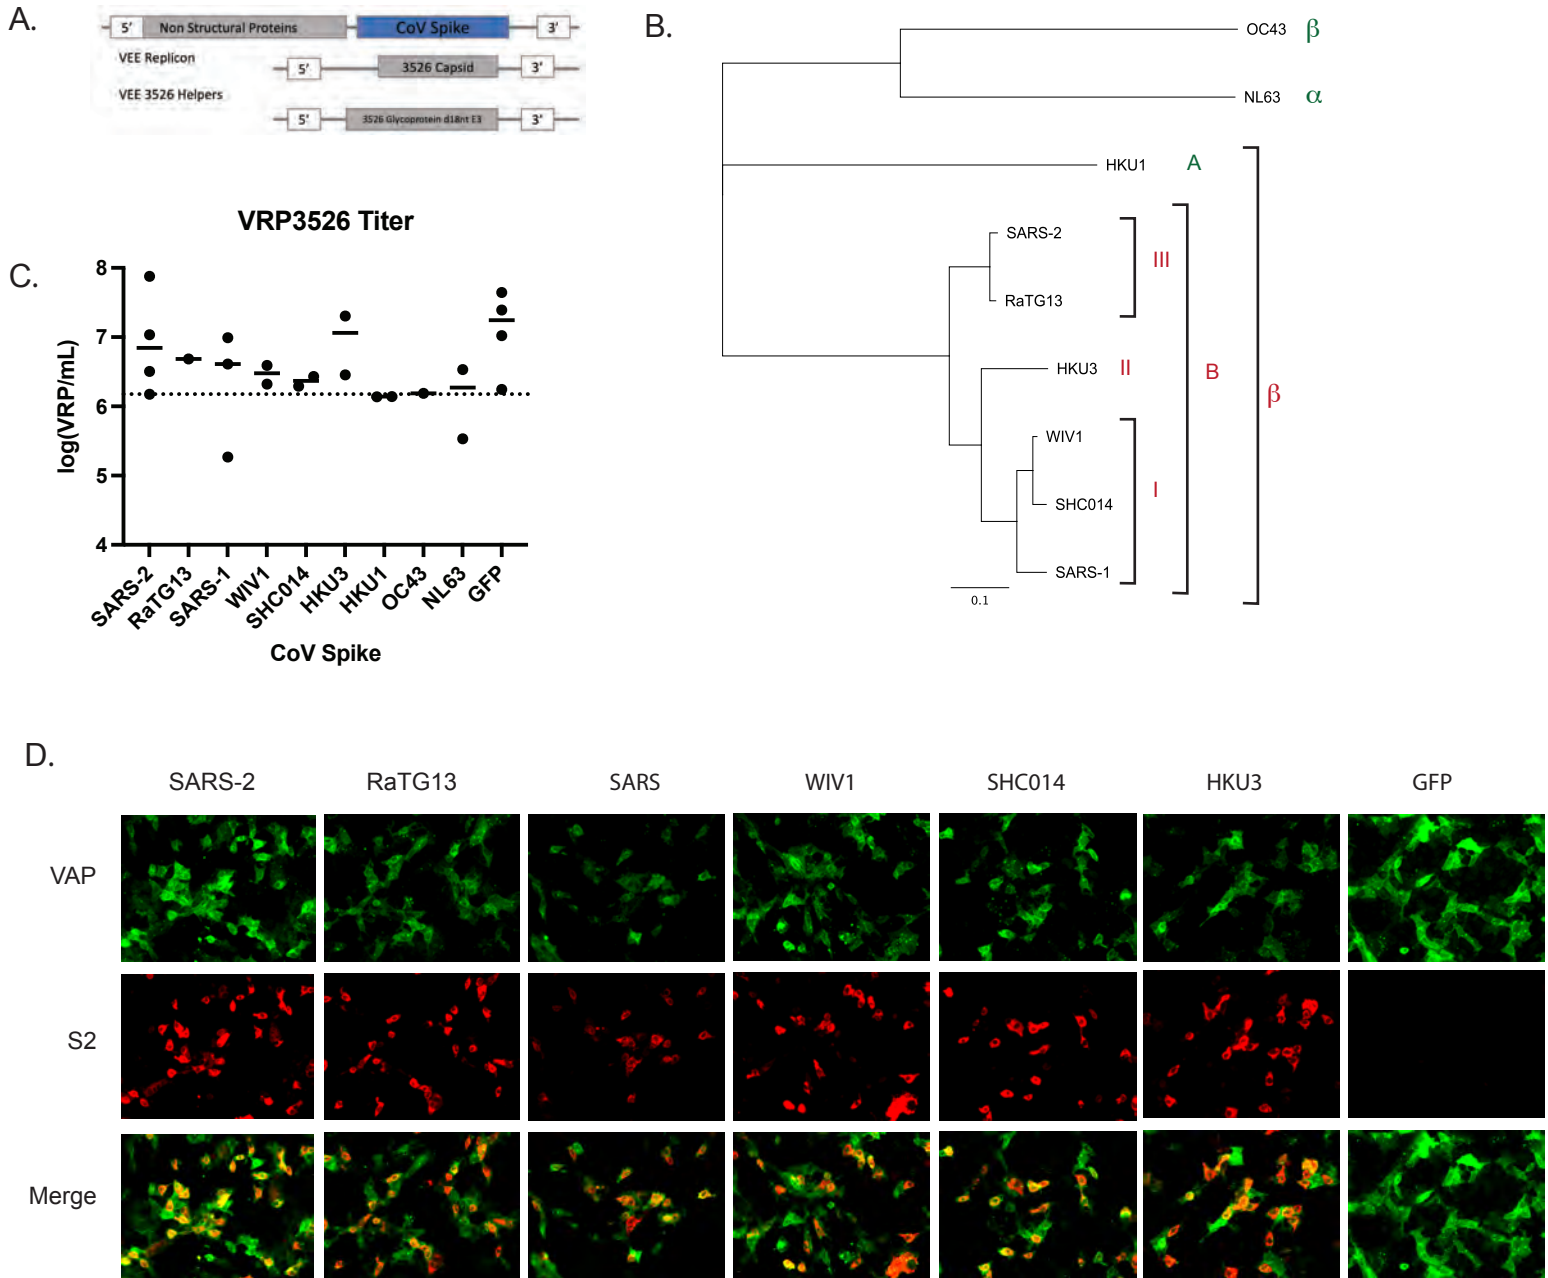 A.
5’ Non Structural Proteins CoV Spike 3’
VEE Replicon
5’ 3526 Capsid 3’
VEE 3526 Helpers
5’ 3526 Glycoprotein d18nt E3 3’
B.
OC43 β
NL63 α
HKU1 A
SARS-2
III
RaTG13
HKU3 II
B
β
WIV1
I
SHC014
SARS-1
0.1
C.
VRP3526 Titer
log(VRP/mL)
8
7
6
5
4
SARS-2
RaTG13
SARS-1
WIV1
SHC014
HKU3
HKU1
OC43
NL63
GFP
CoV Spike
D.
SARS-2 RaTG13 SARS WIV1 SHC014 HKU3 GFP
VAP
S2
Merge